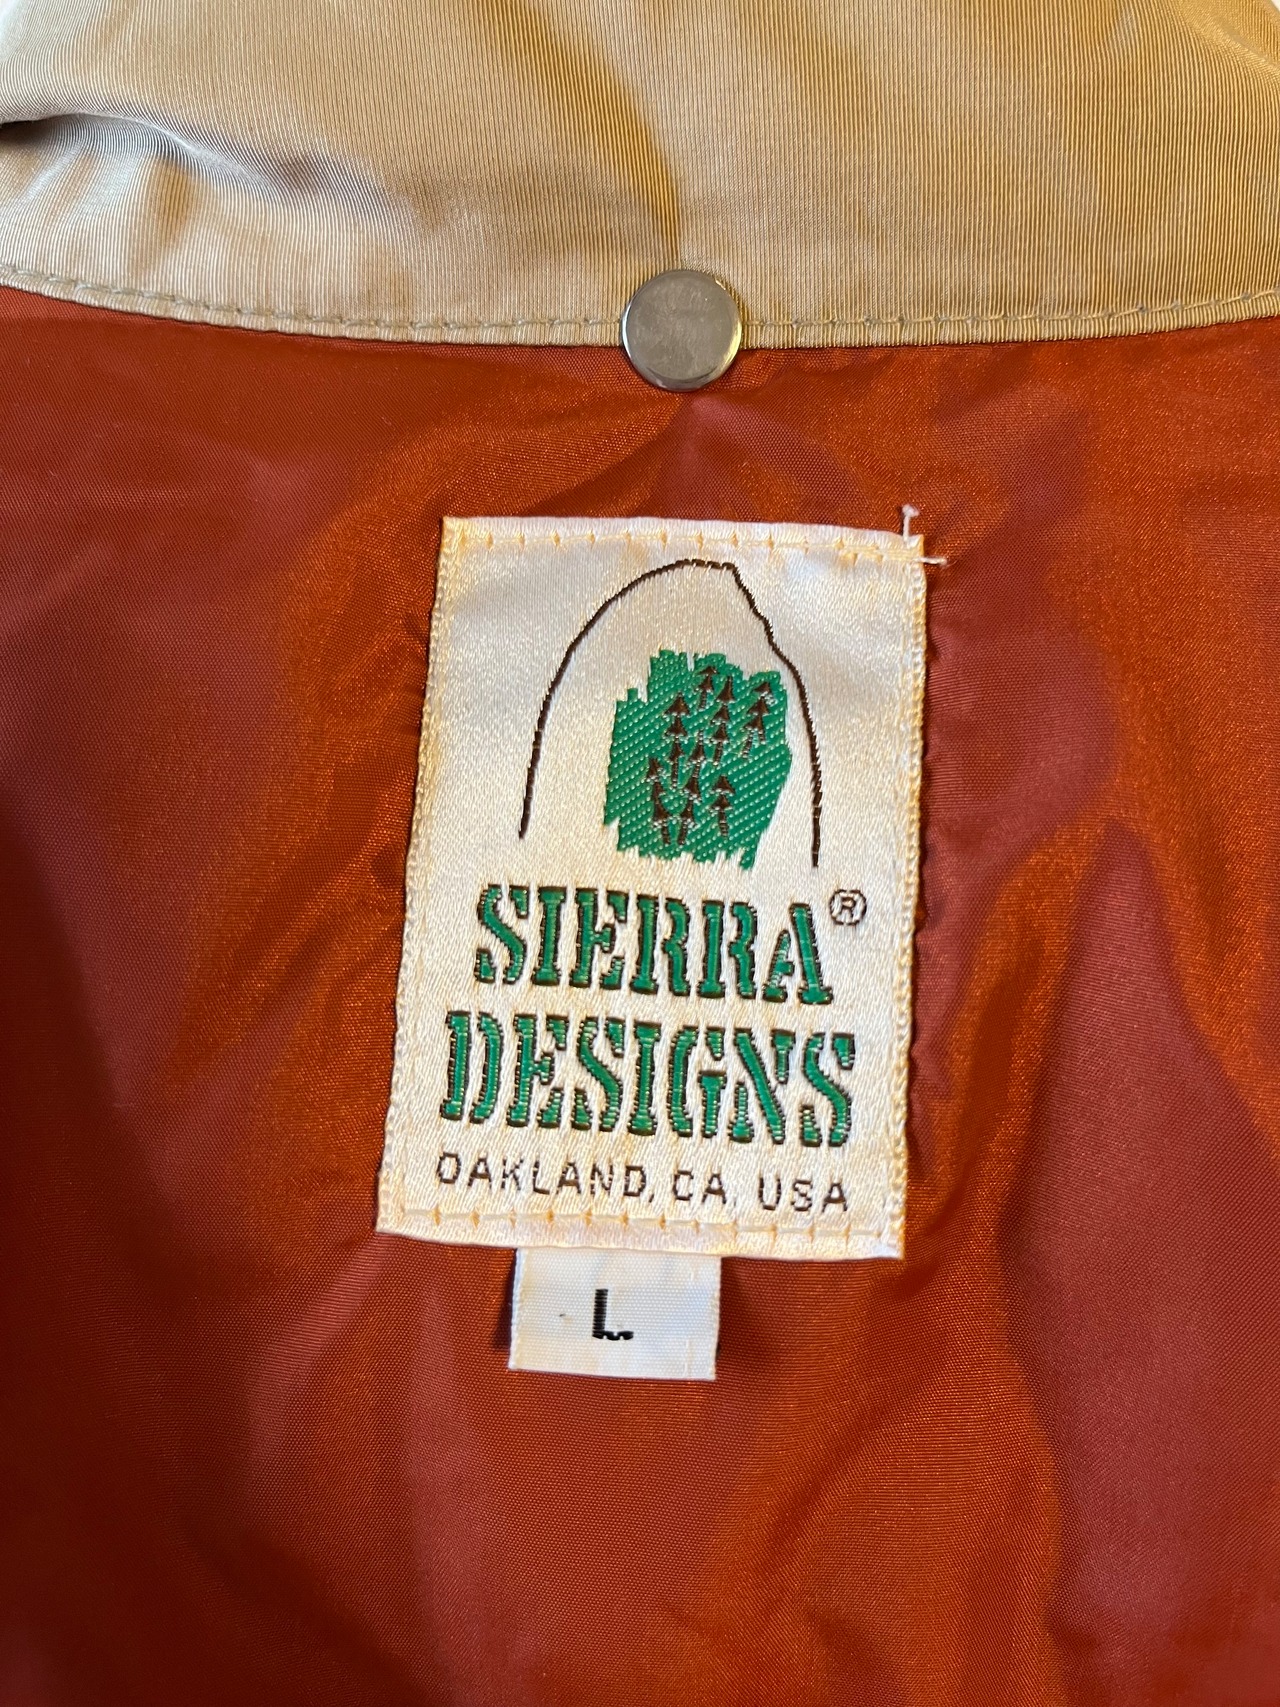 SIERRA®
DESIGNS
OAKLAND, CA, USA
L